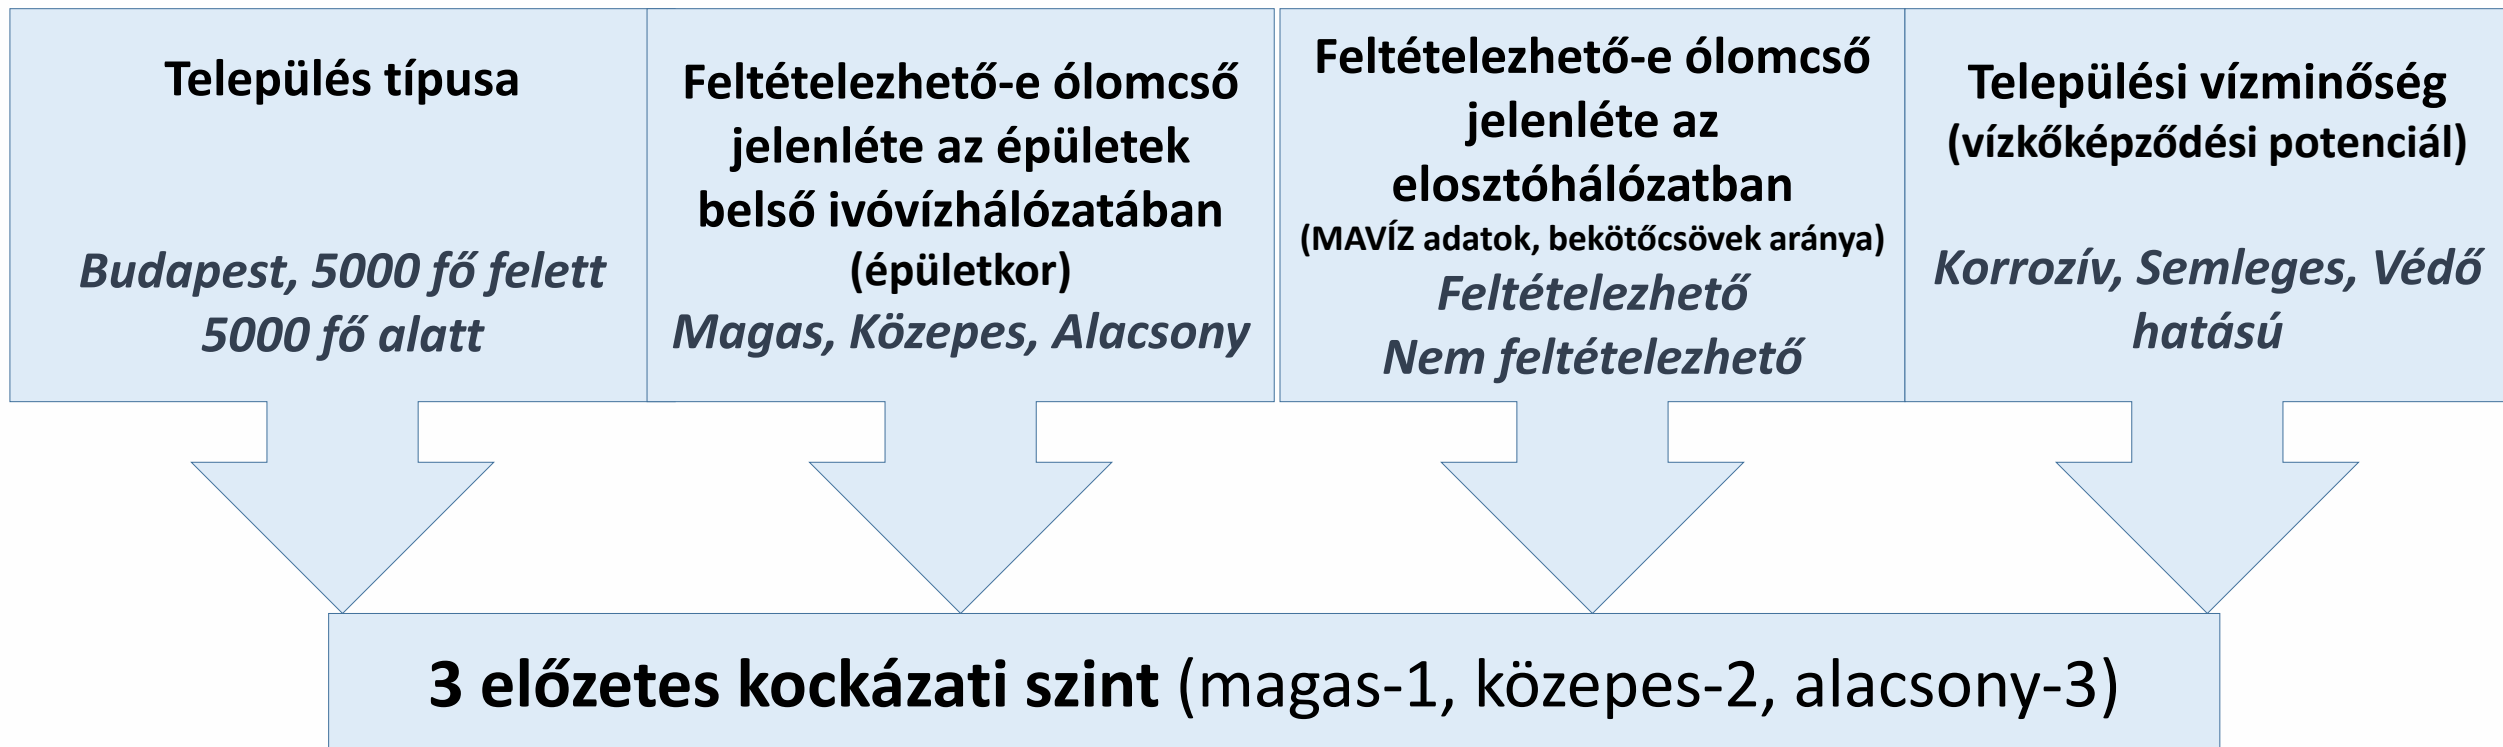 Település típusa
Budapest, 5000 fő felett
5000 fő alatt
Feltételezhető-e ólomcső
jelenléte az épületek
belső ivóvízhálózatában
(épületkor)
Magas, Közepes, Alacsony
Feltételezhető-e ólomcső
jelenléte az
elosztóhálózatban
(MAVÍZ adatok, bekötőcsövek aránya)
Feltételezhető
Nem feltételezhető
Települési vízminőség
(vízkőképződési potenciál)
Korrozív, Semleges, Védő
hatású
3 előzetes kockázati szint (magas-1, közepes-2, alacsony-3)